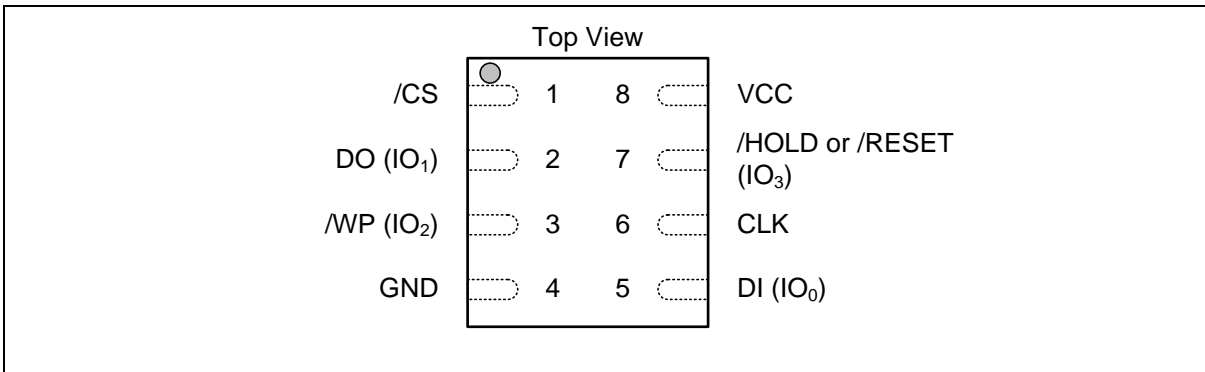 Top View
/CS 1 8 VCC
DO (IO₁) 2 7 /HOLD or /RESET
(IO₃)
/WP (IO₂) 3 6 CLK
GND 4 5 DI (IO₀)